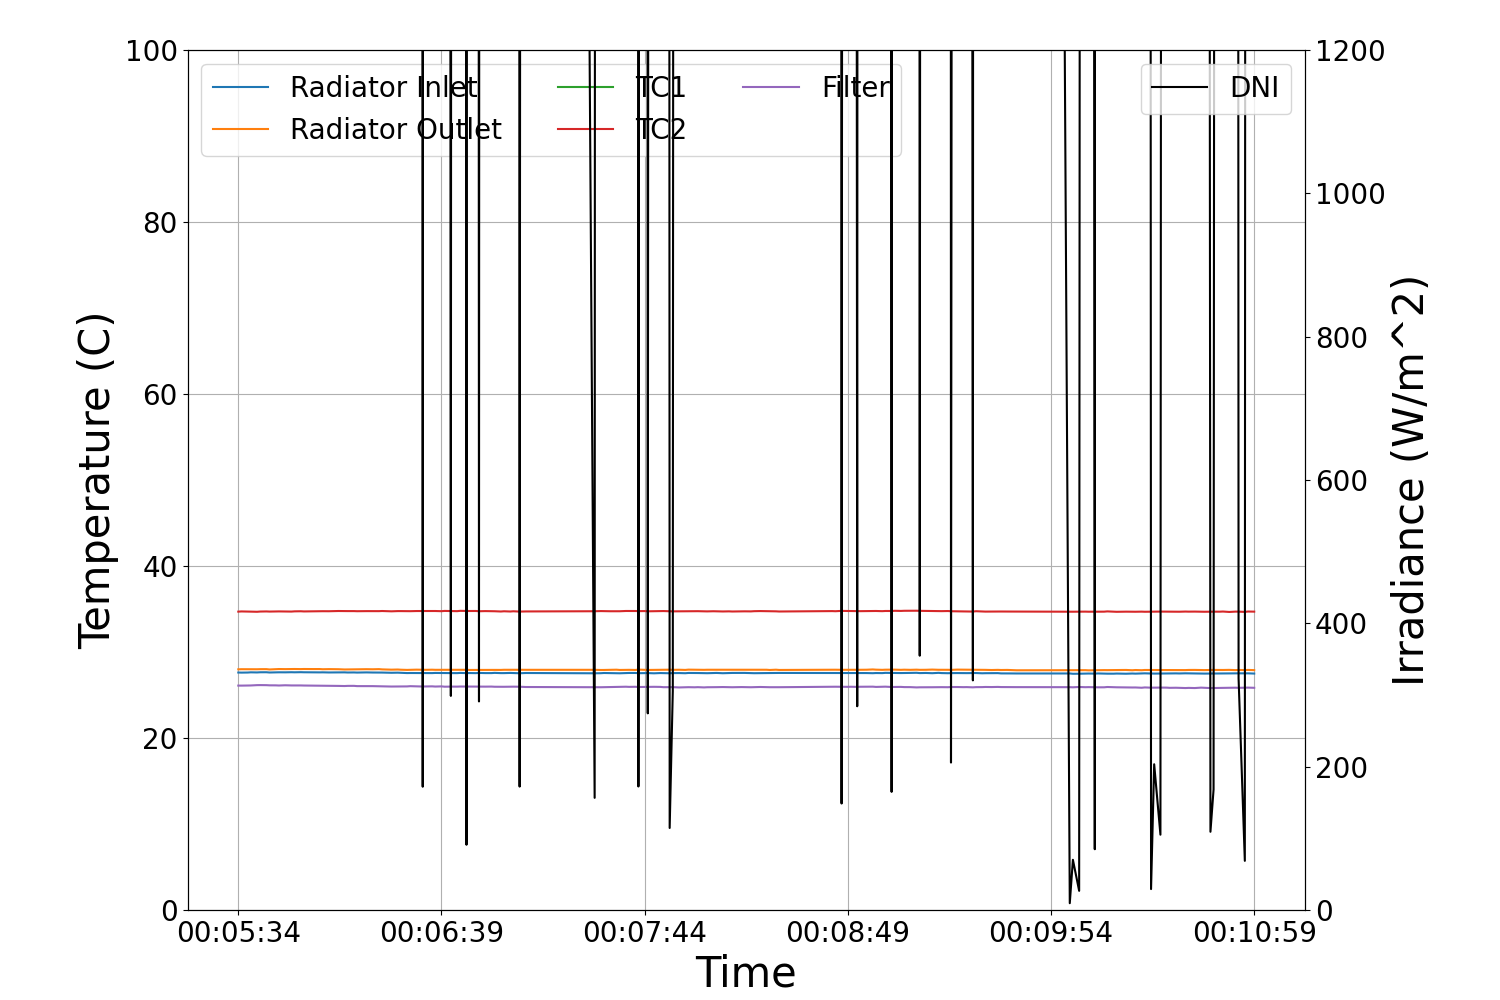 100
80
60
40
20
0
Temperature (C)
Radiator Inlet
Radiator Outlet
TC1
TC2
Filter
DNI
1200
1000
800
600
400
200
0
Irradiance (W/m^2)
00:05:34 00:06:39 00:07:44 00:08:49 00:09:54 00:10:59
Time